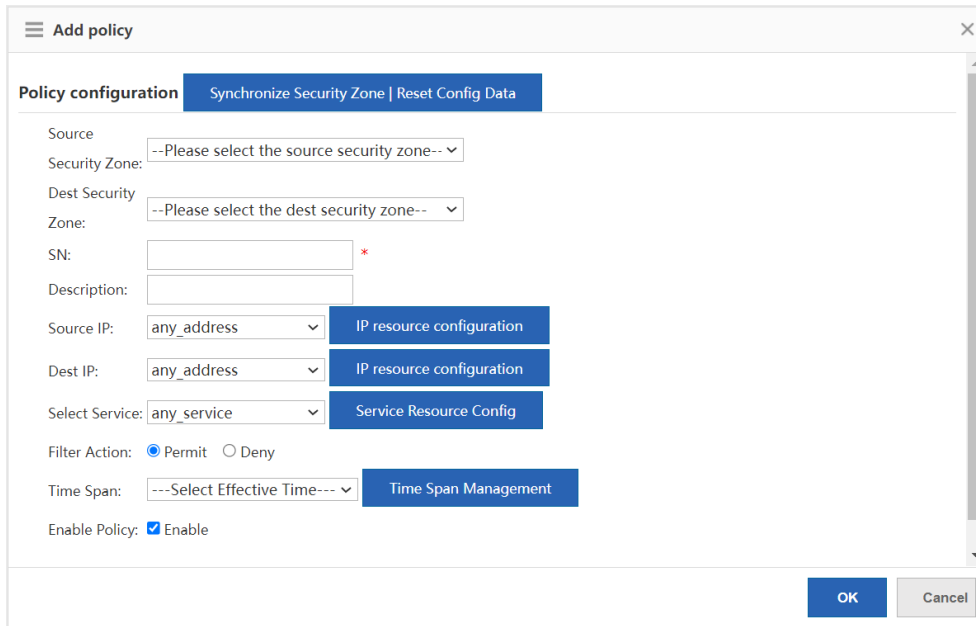 Add policy
Policy configuration Synchronize Security Zone | Reset Config Data
Source
Security Zone: --Please select the source security zone--
Dest Security
Zone: --Please select the dest security zone--
SN: *
Description:
Source IP: any_address IP resource configuration
Dest IP: any_address IP resource configuration
Select Service: any_service Service Resource Config
Filter Action: Permit Deny
Time Span: ---Select Effective Time--- Time Span Management
Enable Policy: Enable
OK Cancel